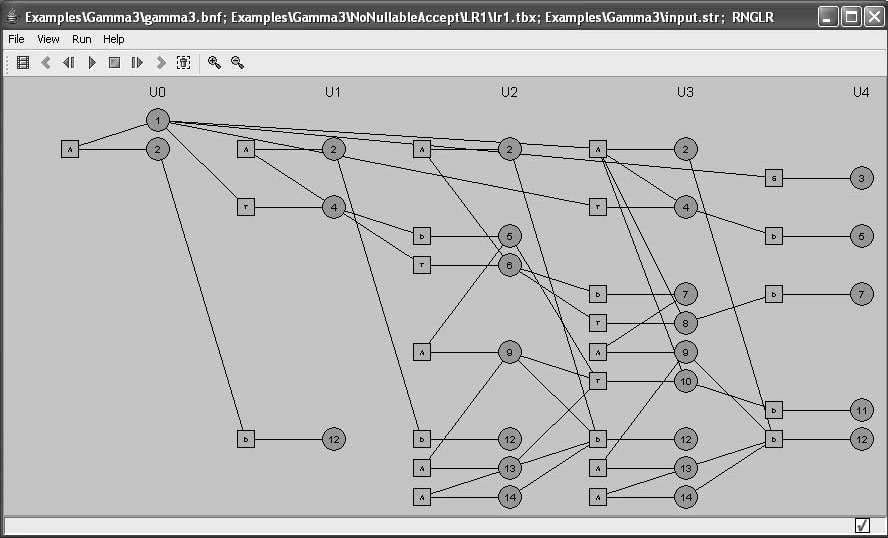 Examples\Gamma3\gamma3.bnf; Examples\Gamma3\NoNullableAccept\LR1\lr1.tbx; Examples\Gamma3\input.str; RNGLR
File View Run Help
U0 U1 U2 U3 U4
1
A 2 A 2 A 2 A 2
S 3
T 4 T 4
b 5 b 5
T 6
b 7 b 7
T 8
A 9 A 9
T 10
b 11
b 12 b 12 b 12 b 12
A 13 A 13
A 14 A 14